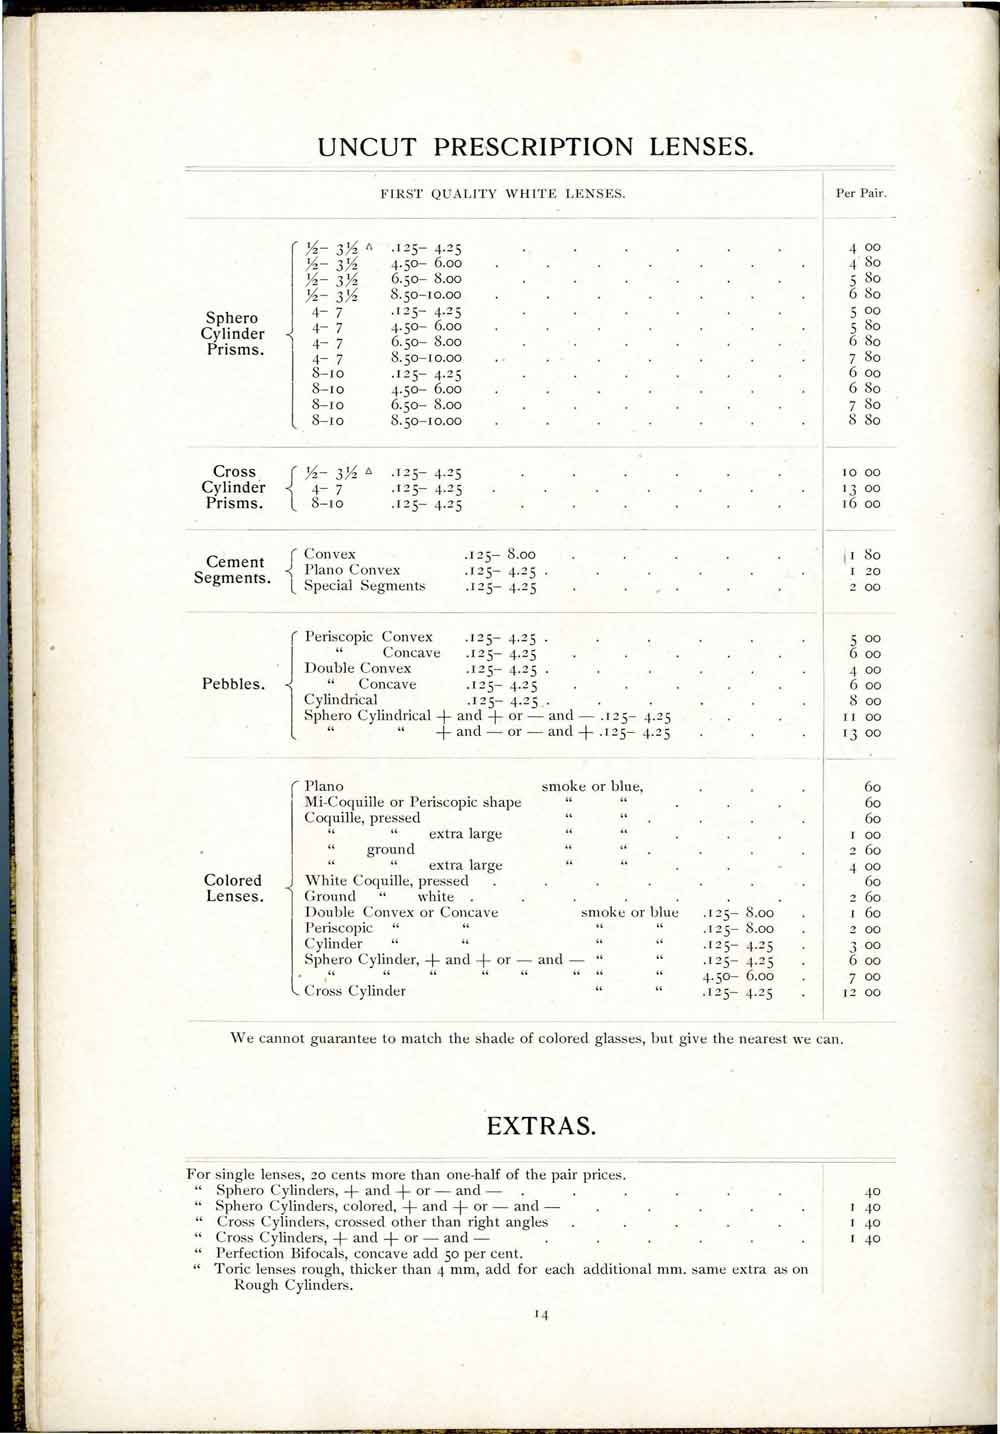 UNCUT PRESCRIPTION LENSES.
FIRST QUALITY WHITE LENSES. Per Pair.
Sphero Cylinder Prisms.
½– 3½ △ .125– 4.25 4 00
½– 3½ 4.50– 6.00 4 80
½– 3½ 6.50– 8.00 5 80
½– 3½ 8.50–10.00 6 80
4– 7 .125– 4.25 5 00
4– 7 4.50– 6.00 5 80
4– 7 6.50– 8.00 6 80
4– 7 8.50–10.00 7 80
8–10 .125– 4.25 6 00
8–10 4.50– 6.00 6 80
8–10 6.50– 8.00 7 80
8–10 8.50–10.00 8 80
Cross Cylinder Prisms.
½– 3½ △ .125– 4.25 10 00
4– 7 .125– 4.25 13 00
8–10 .125– 4.25 16 00
Cement Segments.
Convex .125– 8.00 1 80
Plano Convex .125– 4.25 1 20
Special Segments .125– 4.25 2 00
Pebbles.
Periscopic Convex .125– 4.25 5 00
“ Concave .125– 4.25 6 00
Double Convex .125– 4.25 4 00
“ Concave .125– 4.25 6 00
Cylindrical .125– 4.25 8 00
Sphero Cylindrical + and + or — and — .125– 4.25 11 00
“ “ + and — or — and + .125– 4.25 13 00
Colored Lenses.
Plano smoke or blue, 60
Mi-Coquille or Periscopic shape “ “ 60
Coquille, pressed “ “ 60
“ “ extra large “ “ 1 00
“ ground “ “ 2 60
“ “ extra large “ “ 4 00
White Coquille, pressed 60
Ground “ white 2 60
Double Convex or Concave smoke or blue .125– 8.00 1 60
Periscopic “ “ “ “ .125– 8.00 2 00
Cylinder “ “ “ “ .125– 4.25 3 00
Sphero Cylinder, + and + or — and — “ “ .125– 4.25 6 00
“ “ “ “ “ “ “ “ 4.50– 6.00 7 00
Cross Cylinder “ “ .125– 4.25 12 00
We cannot guarantee to match the shade of colored glasses, but give the nearest we can.
EXTRAS.
For single lenses, 20 cents more than one-half of the pair prices.
“ Sphero Cylinders, + and + or — and — 40
“ Sphero Cylinders, colored, + and + or — and — 1 40
“ Cross Cylinders, crossed other than right angles 1 40
“ Cross Cylinders, + and + or — and — 1 40
“ Perfection Bifocals, concave add 50 per cent.
“ Toric lenses rough, thicker than 4 mm, add for each additional mm. same extra as on
Rough Cylinders.
14